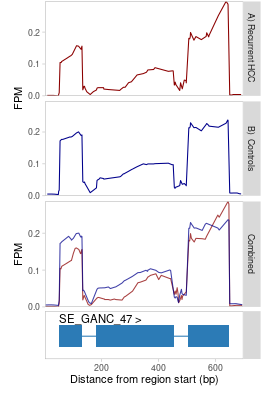 0.2
0.1
0.0
FPM
A) Recurrent HCC
0.2
0.1
0.0
B) Controls
0.2
0.1
0.0
FPM
Combined
SE_GANC_47 >
200 400 600
Distance from region start (bp)